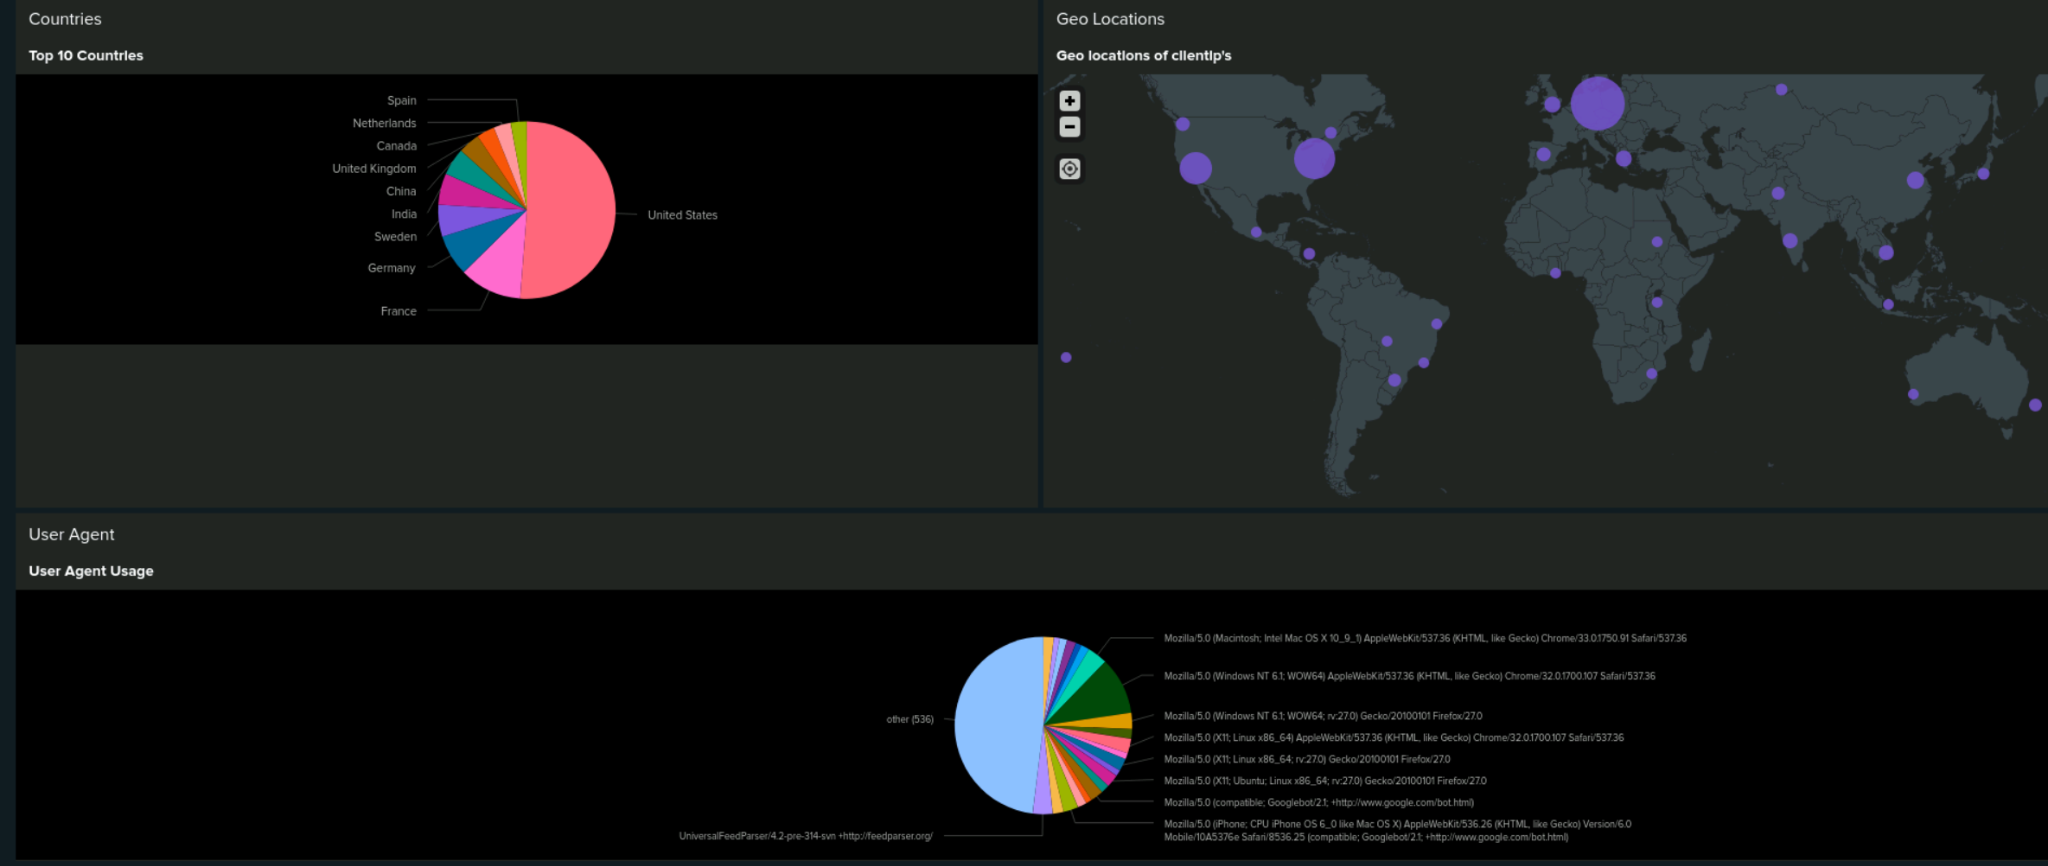 Countries
Top 10 Countries
Spain
Netherlands
Canada
United Kingdom
China
India
Sweden
Germany
France
United States
Geo Locations
Geo locations of clientip's
User Agent
User Agent Usage
other (536)
UniversalFeedParser/4.2-pre-314-svn +http://feedparser.org/
Mozilla/5.0 (Macintosh; Intel Mac OS X 10_9_1) AppleWebKit/537.36 (KHTML, like Gecko) Chrome/33.0.1750.91 Safari/537.36
Mozilla/5.0 (Windows NT 6.1; WOW64) AppleWebKit/537.36 (KHTML, like Gecko) Chrome/32.0.1700.107 Safari/537.36
Mozilla/5.0 (Windows NT 6.1; WOW64; rv:27.0) Gecko/20100101 Firefox/27.0
Mozilla/5.0 (X11; Linux x86_64) AppleWebKit/537.36 (KHTML, like Gecko) Chrome/32.0.1700.107 Safari/537.36
Mozilla/5.0 (X11; Linux x86_64; rv:27.0) Gecko/20100101 Firefox/27.0
Mozilla/5.0 (X11; Ubuntu; Linux x86_64; rv:27.0) Gecko/20100101 Firefox/27.0
Mozilla/5.0 (compatible; Googlebot/2.1; +http://www.google.com/bot.html)
Mozilla/5.0 (iPhone; CPU iPhone OS 6_0 like Mac OS X) AppleWebKit/536.26 (KHTML, like Gecko) Version/6.0
Mobile/10A5376e Safari/8536.25 (compatible; Googlebot/2.1; +http://www.google.com/bot.html)